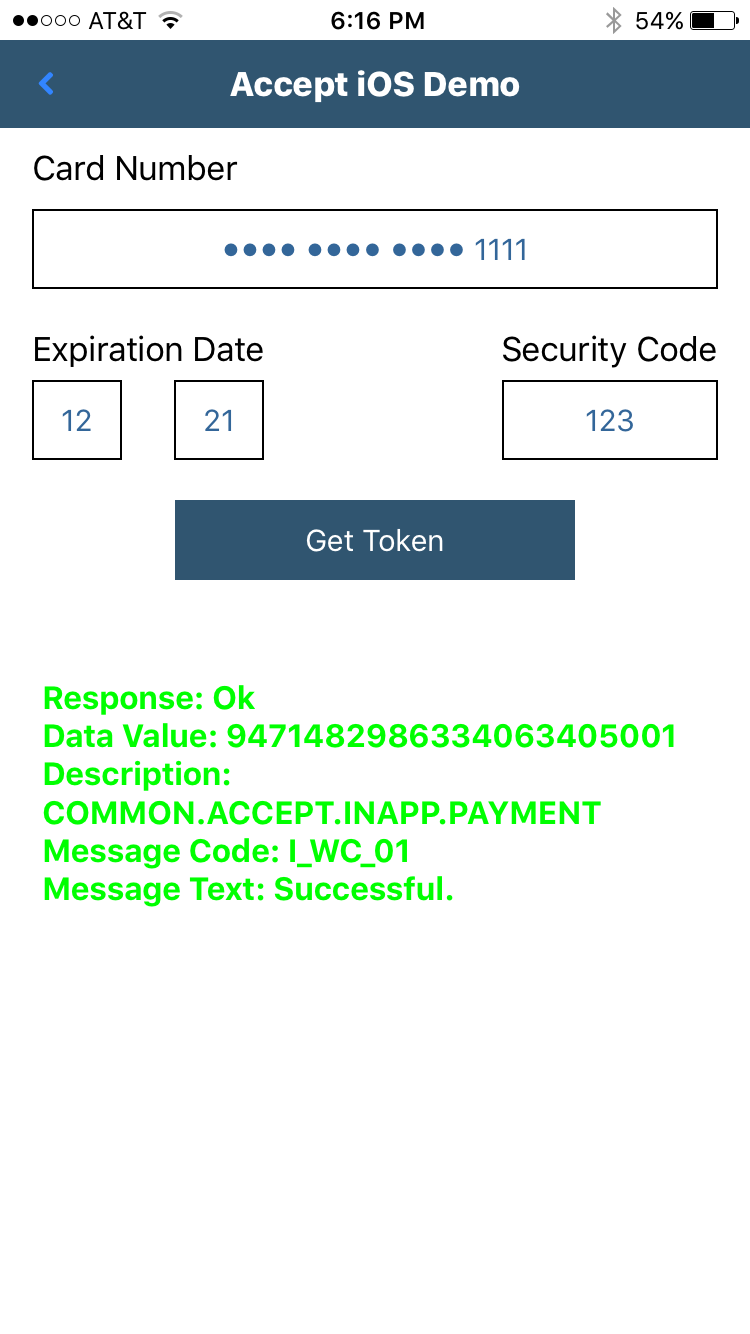 AT&T 6:16 PM 54%
Accept iOS Demo
Card Number
•••• •••• •••• 1111
Expiration Date Security Code
12 21 123
Get Token
Response: Ok
Data Value: 9471482986334063405001
Description:
COMMON.ACCEPT.INAPP.PAYMENT
Message Code: I_WC_01
Message Text: Successful.